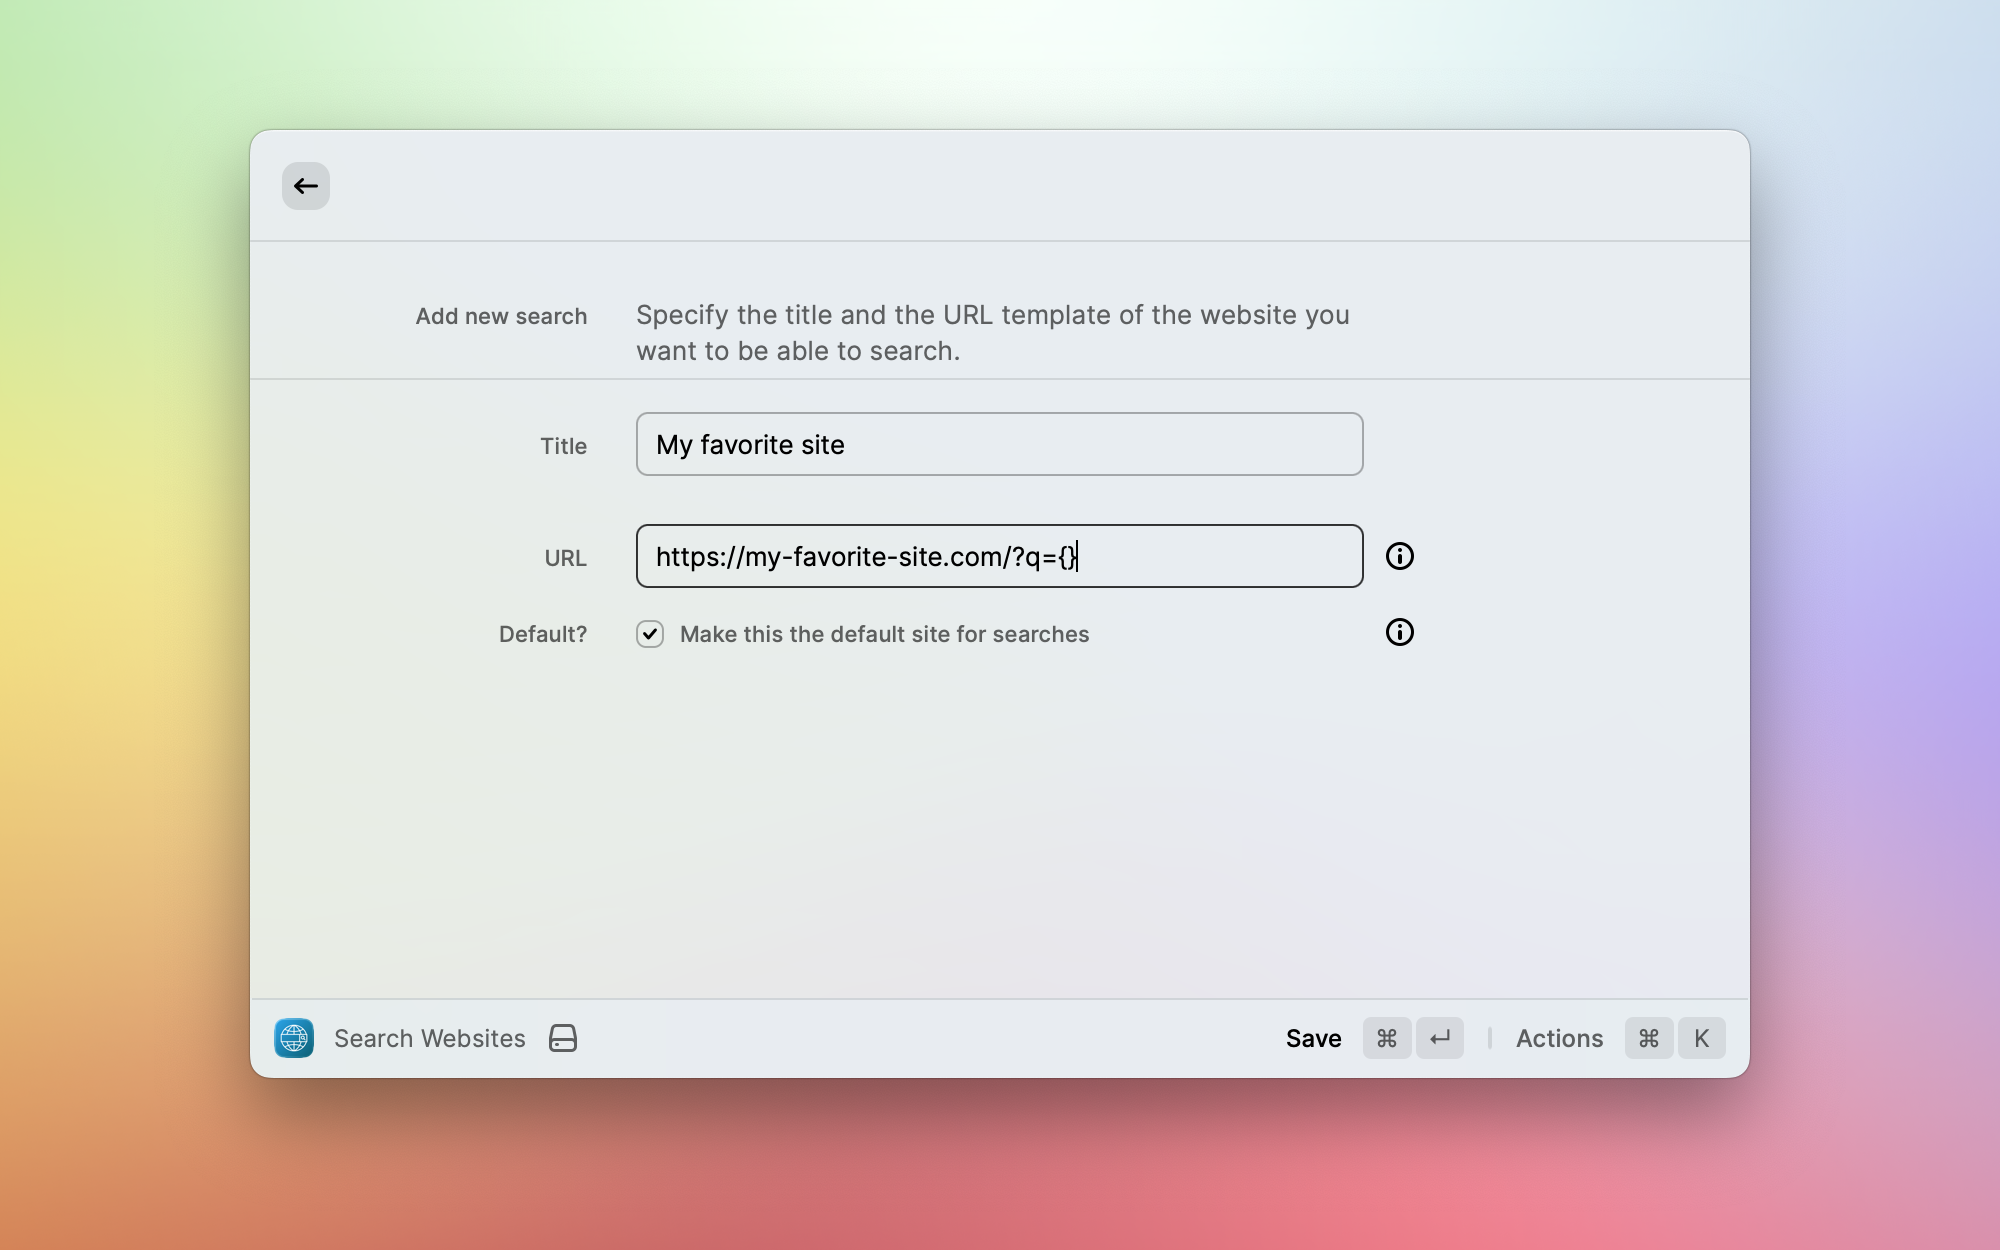 Add new search
Specify the title and the URL template of the website you
want to be able to search.
Title
My favorite site
URL
https://my-favorite-site.com/?q={}
Default?
Make this the default site for searches
Search Websites
Save ⌘ ↵ | Actions ⌘ K